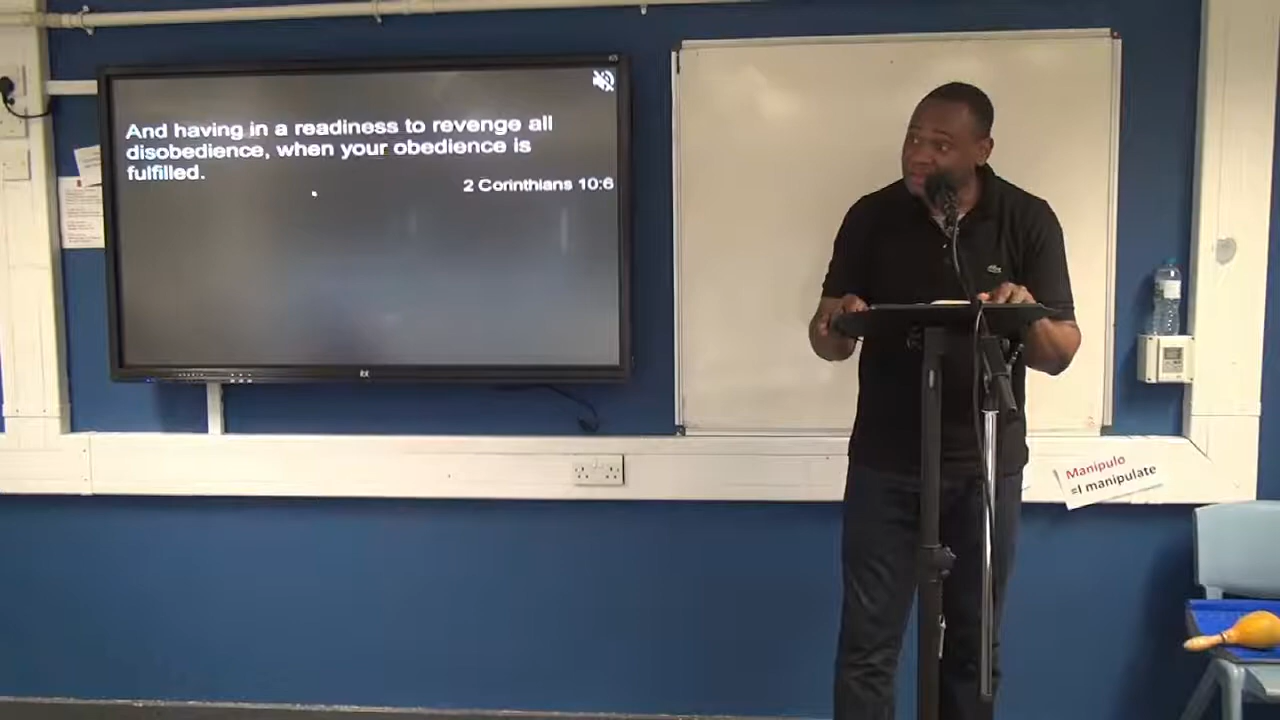 And having in a readiness to revenge all
disobedience, when your obedience is
fulfilled.
2 Corinthians 10:6
Manipulo
=I manipulate